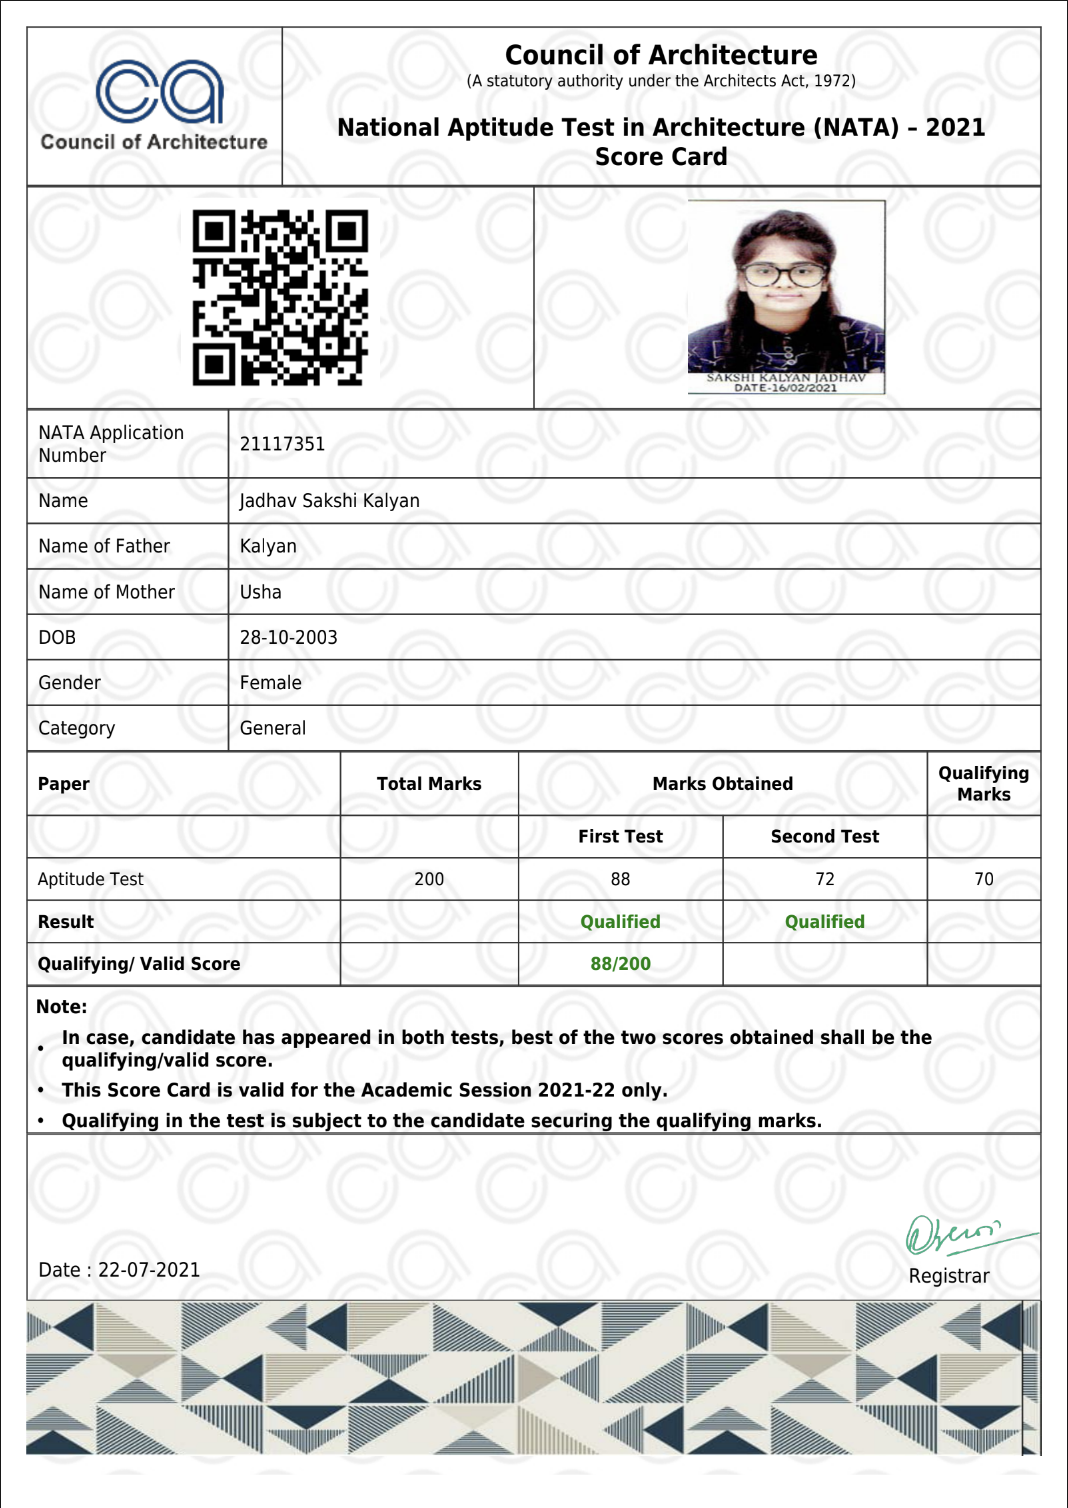 Council of Architecture
Council of Architecture
(A statutory authority under the Architects Act, 1972)
National Aptitude Test in Architecture (NATA) – 2021
Score Card
SAKSHI KALYAN JADHAV
DATE-16/02/2021
NATA Application Number 21117351
Name Jadhav Sakshi Kalyan
Name of Father Kalyan
Name of Mother Usha
DOB 28-10-2003
Gender Female
Category General
Paper Total Marks Marks Obtained Qualifying Marks
First Test Second Test
Aptitude Test 200 88 72 70
Result Qualified Qualified
Qualifying/ Valid Score 88/200
Note:
• In case, candidate has appeared in both tests, best of the two scores obtained shall be the
qualifying/valid score.
• This Score Card is valid for the Academic Session 2021-22 only.
• Qualifying in the test is subject to the candidate securing the qualifying marks.
Date : 22-07-2021
Registrar